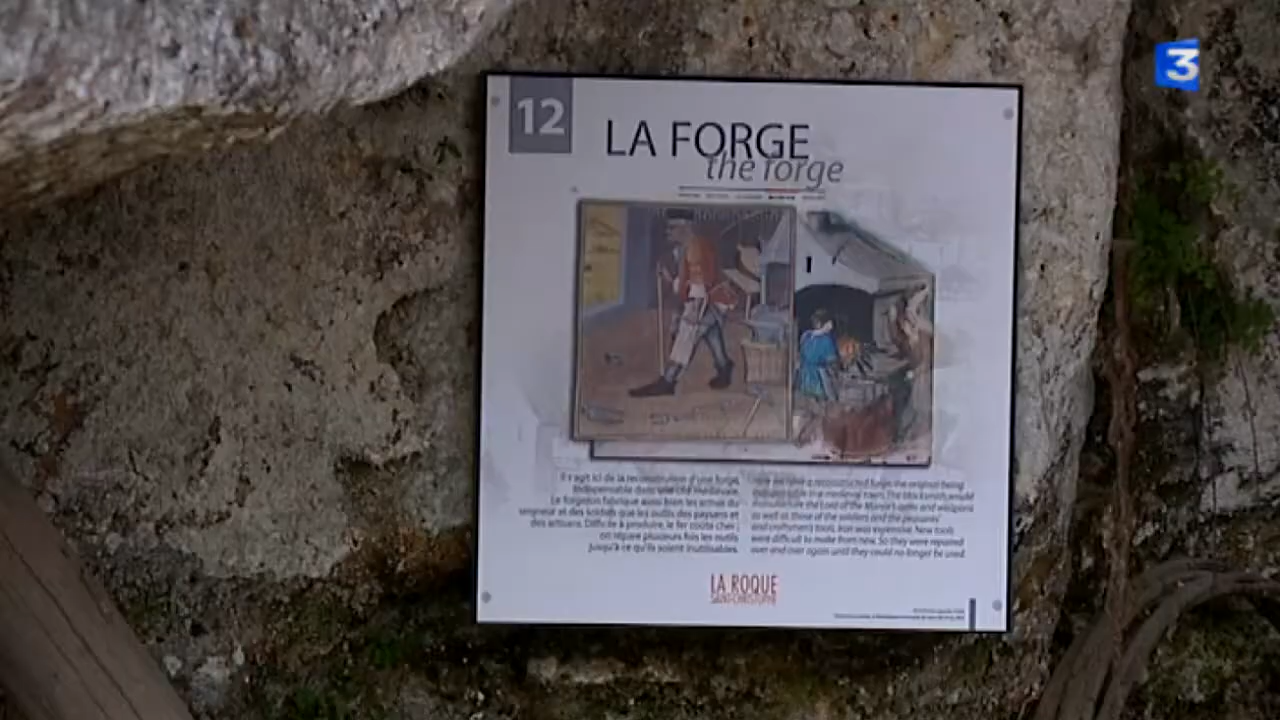 3
12
LA FORGE
the forge
Il s'agit ici de la reconstitution d'une forge,
indispensable dans une cité médiévale.
Le forgeron fabrique aussi bien les armes du
seigneur et des soldats que les outils des paysans et
des artisans. Difficile à produire, le fer coûte cher ;
on répare plusieurs fois les outils
jusqu'à ce qu'ils soient inutilisables.
Here we have a reconstructed forge, the original being
indispensable in a medieval town. The blacksmith would
manufacture the Lord of the Manor's arms and weapons
as well as those of the soldiers and the peasants'
and craftsmen's tools. Iron was expensive. New tools
were difficult to make from new. So they were repaired
over and over again until they could no longer be used
LA ROQUE
SAINT-CHRISTOPHE